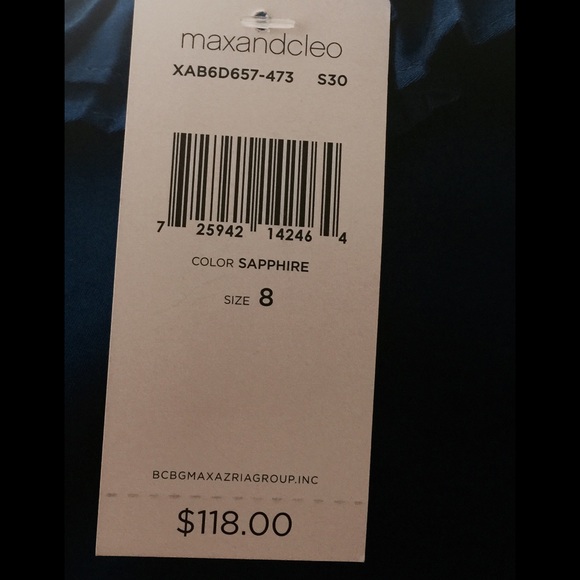 maxandcleo
XAB6D657-473 S30
7 25942 14246 4
COLOR SAPPHIRE
SIZE 8
BCBGMAXAZRIAGROUP.INC
$118.00